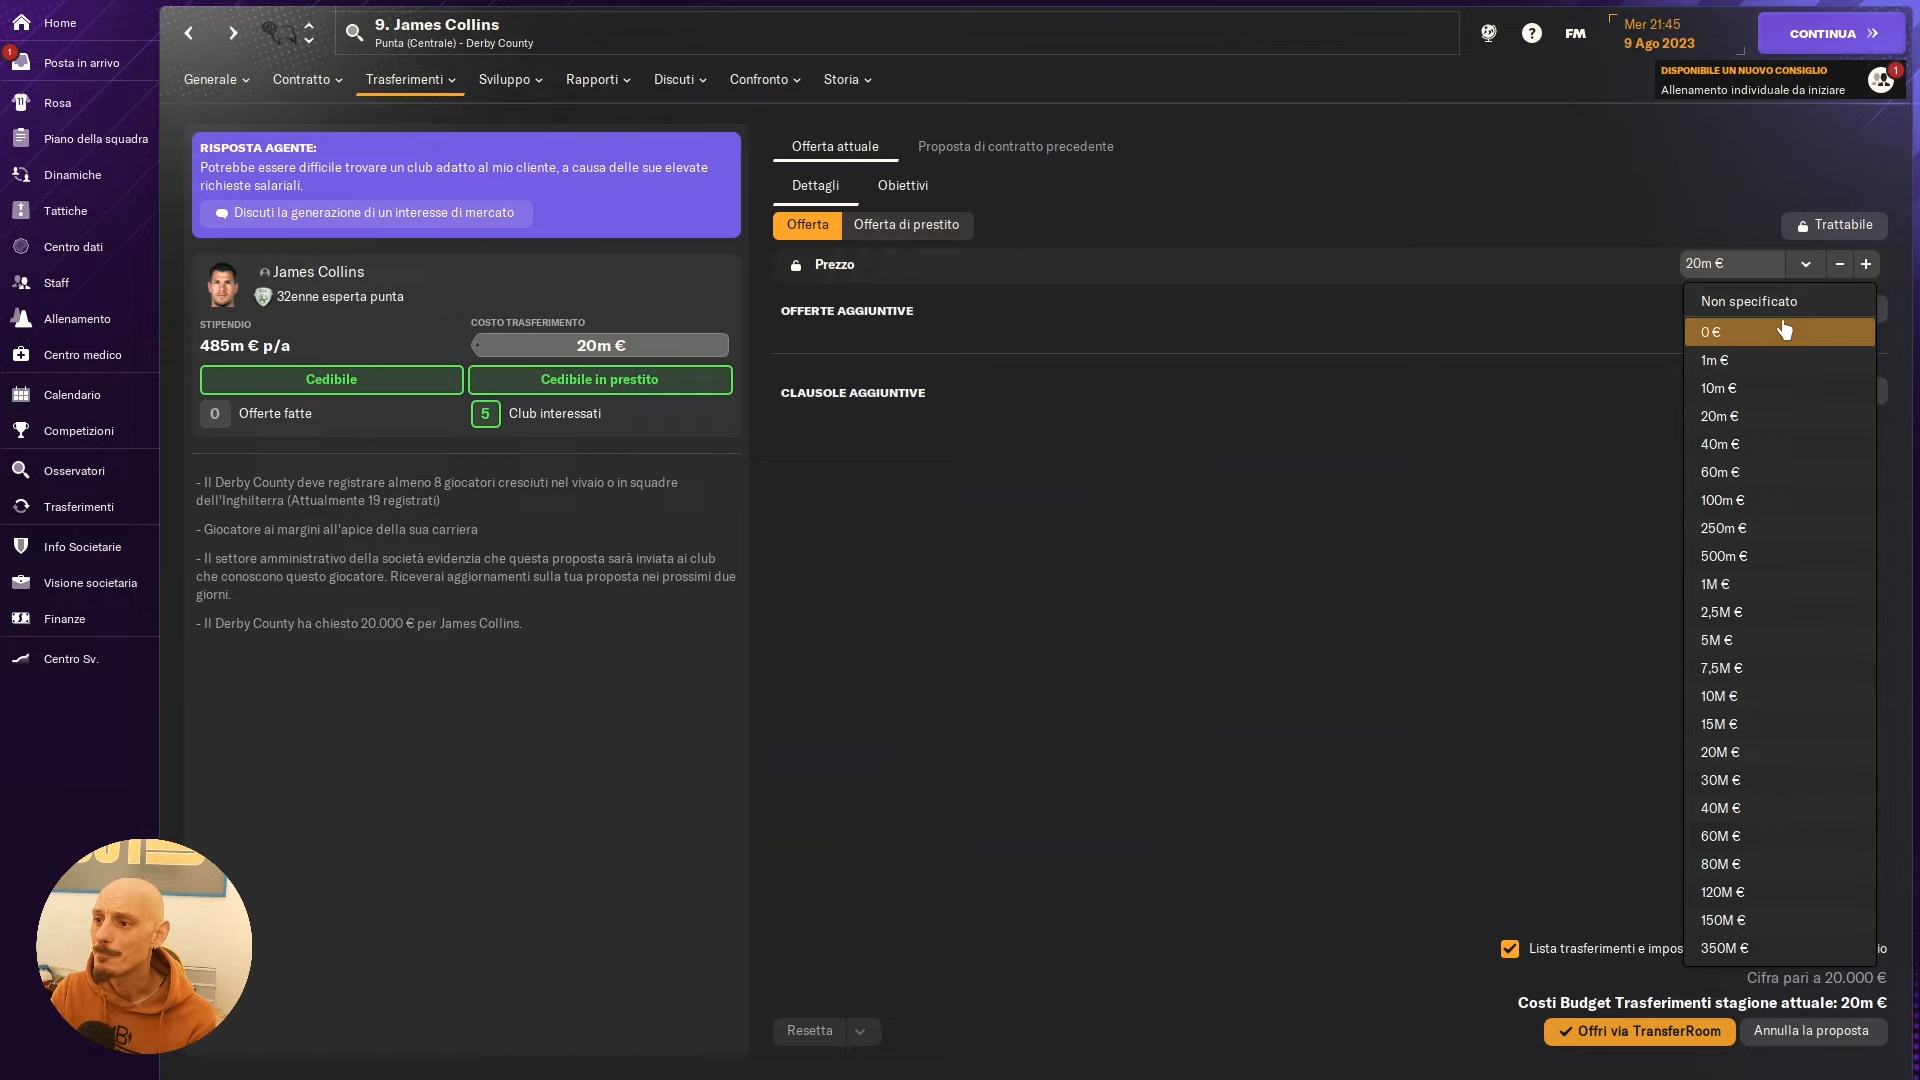 Home
1
Posta in arrivo
Rosa
Piano della squadra
Dinamiche
Tattiche
Centro dati
Staff
Allenamento
Centro medico
Calendario
Competizioni
Osservatori
Trasferimenti
Info Societarie
Visione societaria
Finanze
Centro Sv.
9. James Collins
Punta (Centrale) - Derby County
FM
Mer 21:45
9 Ago 2023
CONTINUA
Generale
Contratto
Trasferimenti
Sviluppo
Rapporti
Discuti
Confronto
Storia
DISPONIBILE UN NUOVO CONSIGLIO
Allenamento individuale da iniziare
1
RISPOSTA AGENTE:
Potrebbe essere difficile trovare un club adatto al mio cliente, a causa delle sue elevate
richieste salariali.
Discuti la generazione di un interesse di mercato
James Collins
32enne esperta punta
STIPENDIO
485m € p/a
COSTO TRASFERIMENTO
20m €
Cedibile
Cedibile in prestito
0 Offerte fatte
5 Club interessati
- Il Derby County deve registrare almeno 8 giocatori cresciuti nel vivaio o in squadre
dell'Inghilterra (Attualmente 19 registrati)
- Giocatore ai margini all'apice della sua carriera
- Il settore amministrativo della società evidenzia che questa proposta sarà inviata ai club
che conoscono questo giocatore. Riceverai aggiornamenti sulla tua proposta nei prossimi due
giorni.
- Il Derby County ha chiesto 20.000 € per James Collins.
Offerta attuale
Proposta di contratto precedente
Dettagli
Obiettivi
Offerta
Offerta di prestito
Trattabile
Prezzo
20m €
OFFERTE AGGIUNTIVE
CLAUSOLE AGGIUNTIVE
Non specificato
0 €
1m €
10m €
20m €
40m €
60m €
100m €
250m €
500m €
1M €
2,5M €
5M €
7,5M €
10M €
15M €
20M €
30M €
40M €
60M €
80M €
120M €
150M €
350M €
Lista trasferimenti e impos
io
Cifra pari a 20.000 €
Costi Budget Trasferimenti stagione attuale: 20m €
Resetta
Offri via TransferRoom
Annulla la proposta